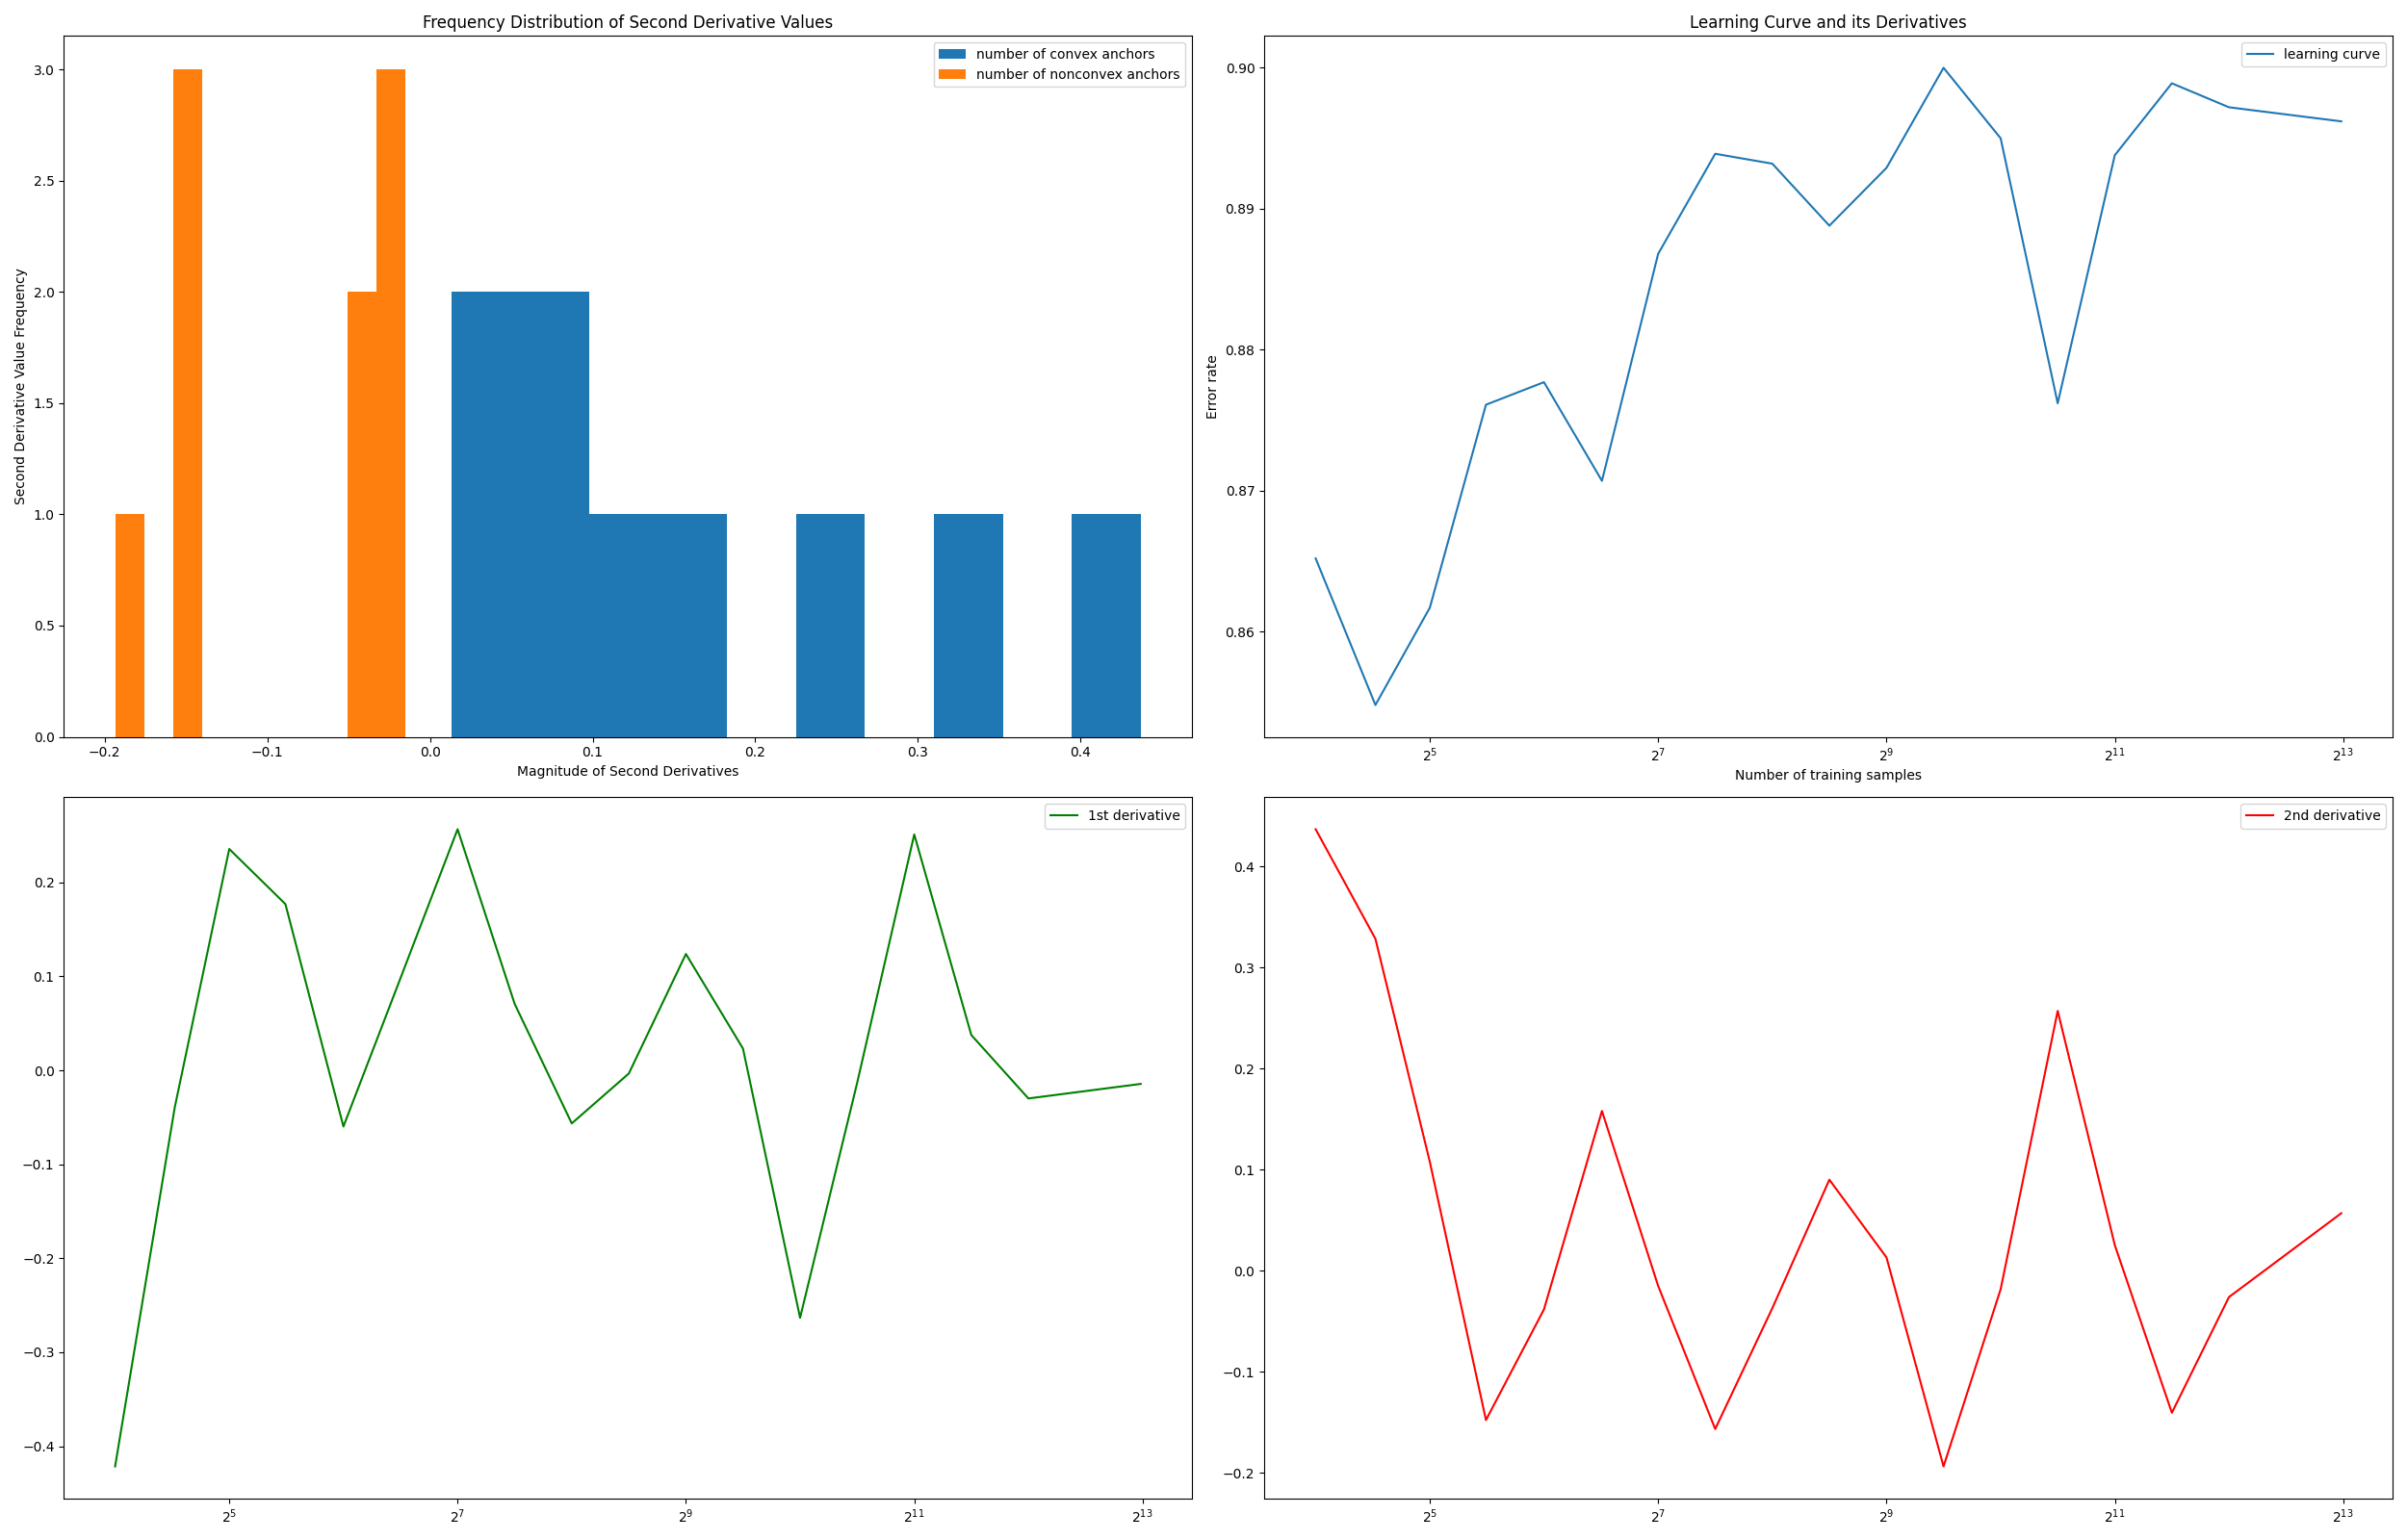 Frequency Distribution of Second Derivative Values
number of convex anchors
number of nonconvex anchors
3.0
2.5
2.0
1.5
1.0
0.5
0.0
Second Derivative Value Frequency
−0.2 −0.1 0.0 0.1 0.2 0.3 0.4
Magnitude of Second Derivatives
Learning Curve and its Derivatives
learning curve
0.90
0.89
0.88
0.87
0.86
Error rate
2⁵ 2⁷ 2⁹ 2¹¹ 2¹³
Number of training samples
1st derivative
0.2
0.1
0.0
−0.1
−0.2
−0.3
−0.4
2⁵ 2⁷ 2⁹ 2¹¹ 2¹³
2nd derivative
0.4
0.3
0.2
0.1
0.0
−0.1
−0.2
2⁵ 2⁷ 2⁹ 2¹¹ 2¹³